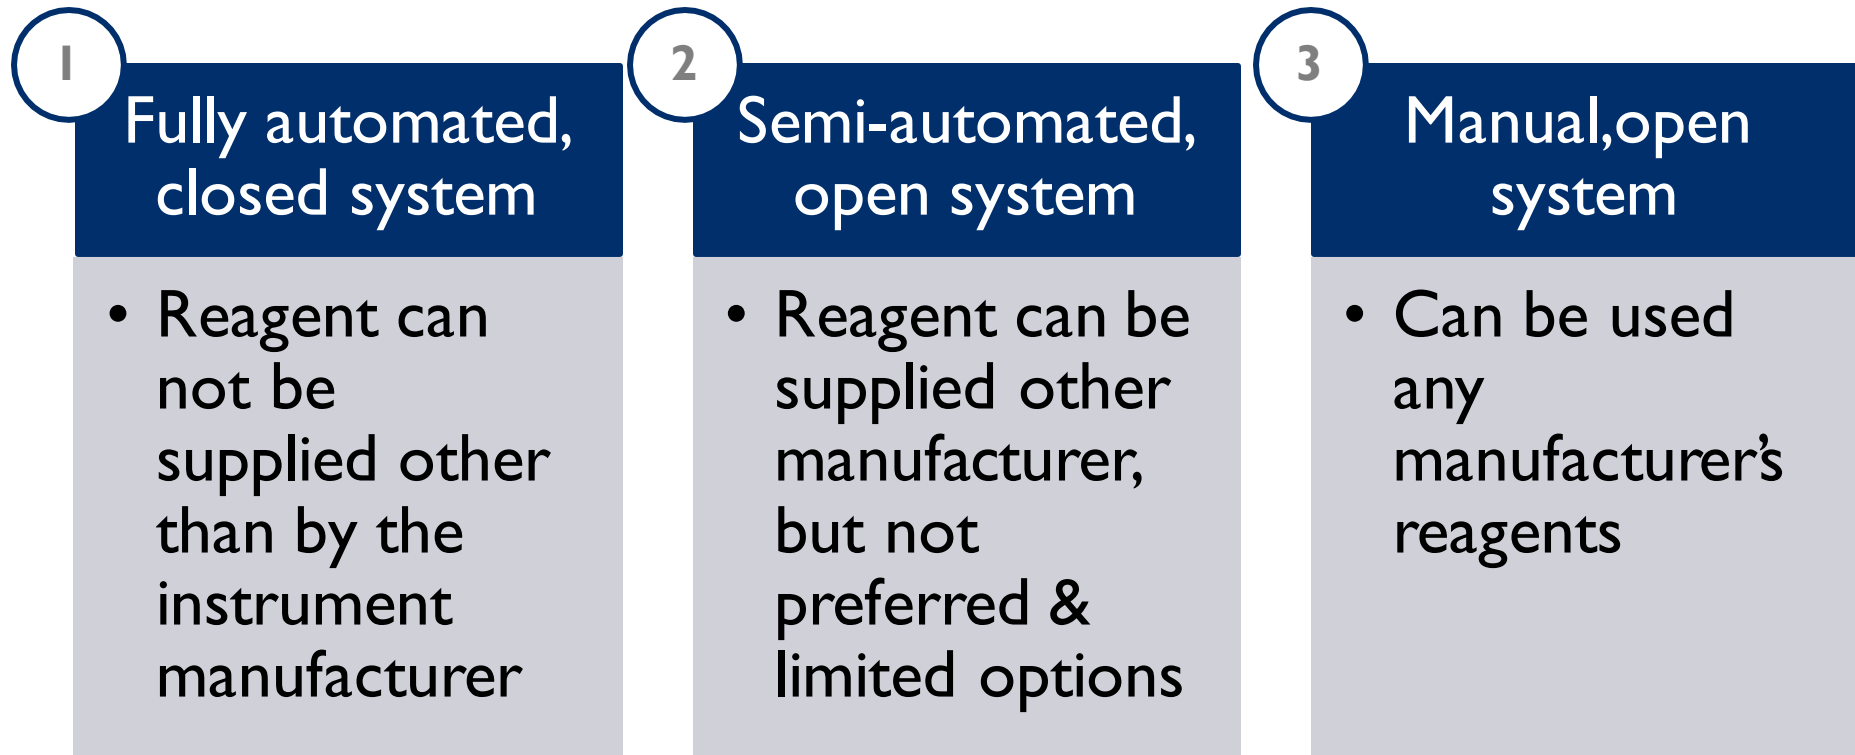 1
Fully automated,
closed system
• Reagent can
not be
supplied other
than by the
instrument
manufacturer
2
Semi-automated,
open system
• Reagent can be
supplied other
manufacturer,
but not
preferred &
limited options
3
Manual,open
system
• Can be used
any
manufacturer’s
reagents